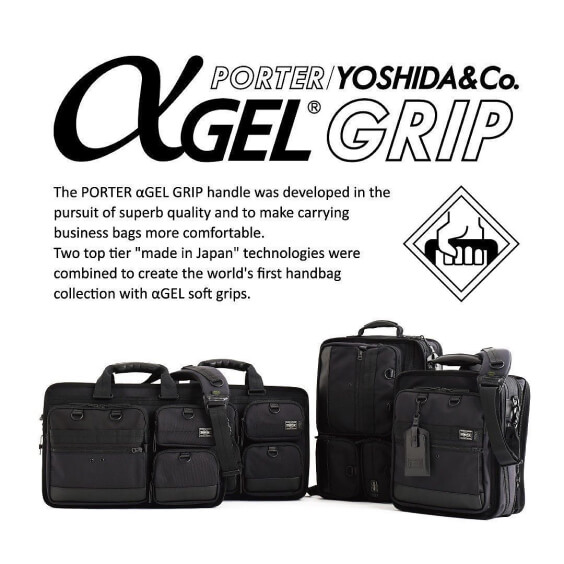 PORTER/YOSHIDA&Co.
αGEL® GRIP
The PORTER αGEL GRIP handle was developed in the
pursuit of superb quality and to make carrying
business bags more comfortable.
Two top tier "made in Japan" technologies were
combined to create the world's first handbag
collection with αGEL soft grips.